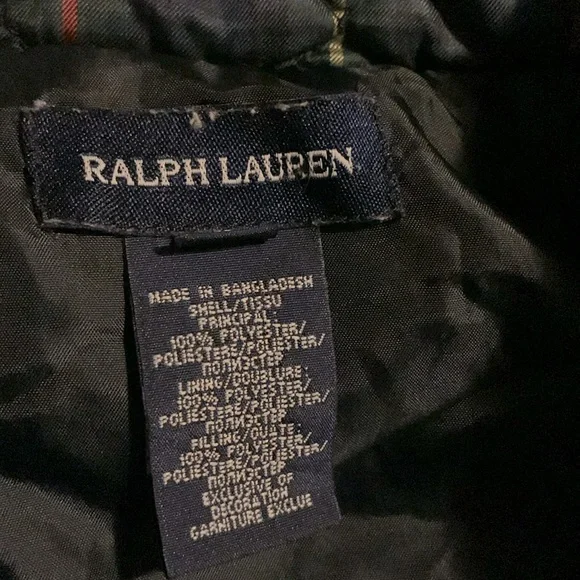 RALPH LAUREN
MADE IN BANGLADESH
SHELL/TISSU
PRINCIPAL:
100% POLYESTER/
POLIESTERE/POLIESTER/
ПОЛИЭСТЕР
LINING/DOUBLURE:
100% POLYESTER/
POLIESTERE/POLIESTER/
ПОЛИЭСТЕР
FILLING/
100% POLYESTER/
POLIESTERE/POLIESTER/
ПОЛИЭСТЕР
EXCLUSIVE OF
DECORATION
GARNITURE EXCLUE